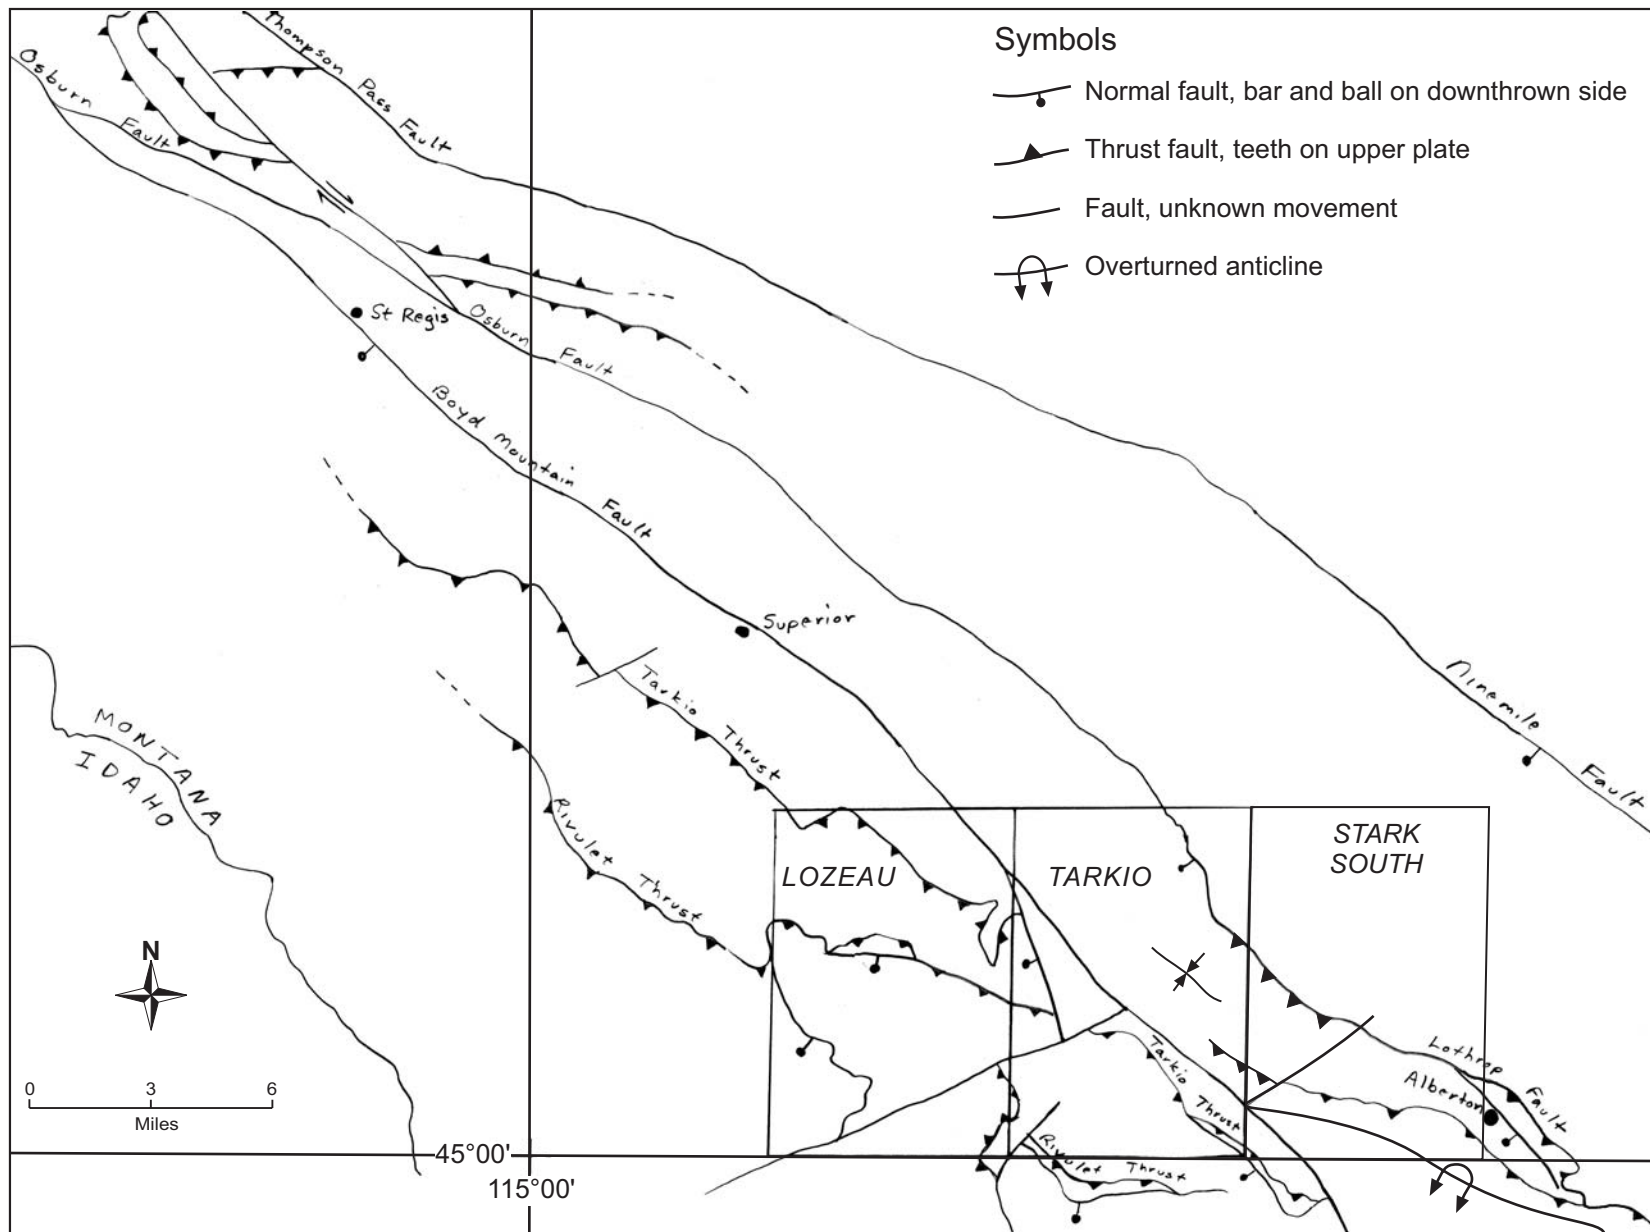 Symbols
Normal fault, bar and ball on downthrown side
Thrust fault, teeth on upper plate
Fault, unknown movement
Overturned anticline
Thompson Pass Fault
Osburn Fault
St Regis
Osburn Fault
Boyd Mountain Fault
Superior
Tarkio Thrust
Rivulet Thrust
Ninemile Fault
MONTANA
IDAHO
LOZEAU
TARKIO
STARK
SOUTH
N
0 3 6
Miles
Tarkio Thrust
Lothrop Fault
Alberton
Rivulet Thrust
45°00'
115°00'